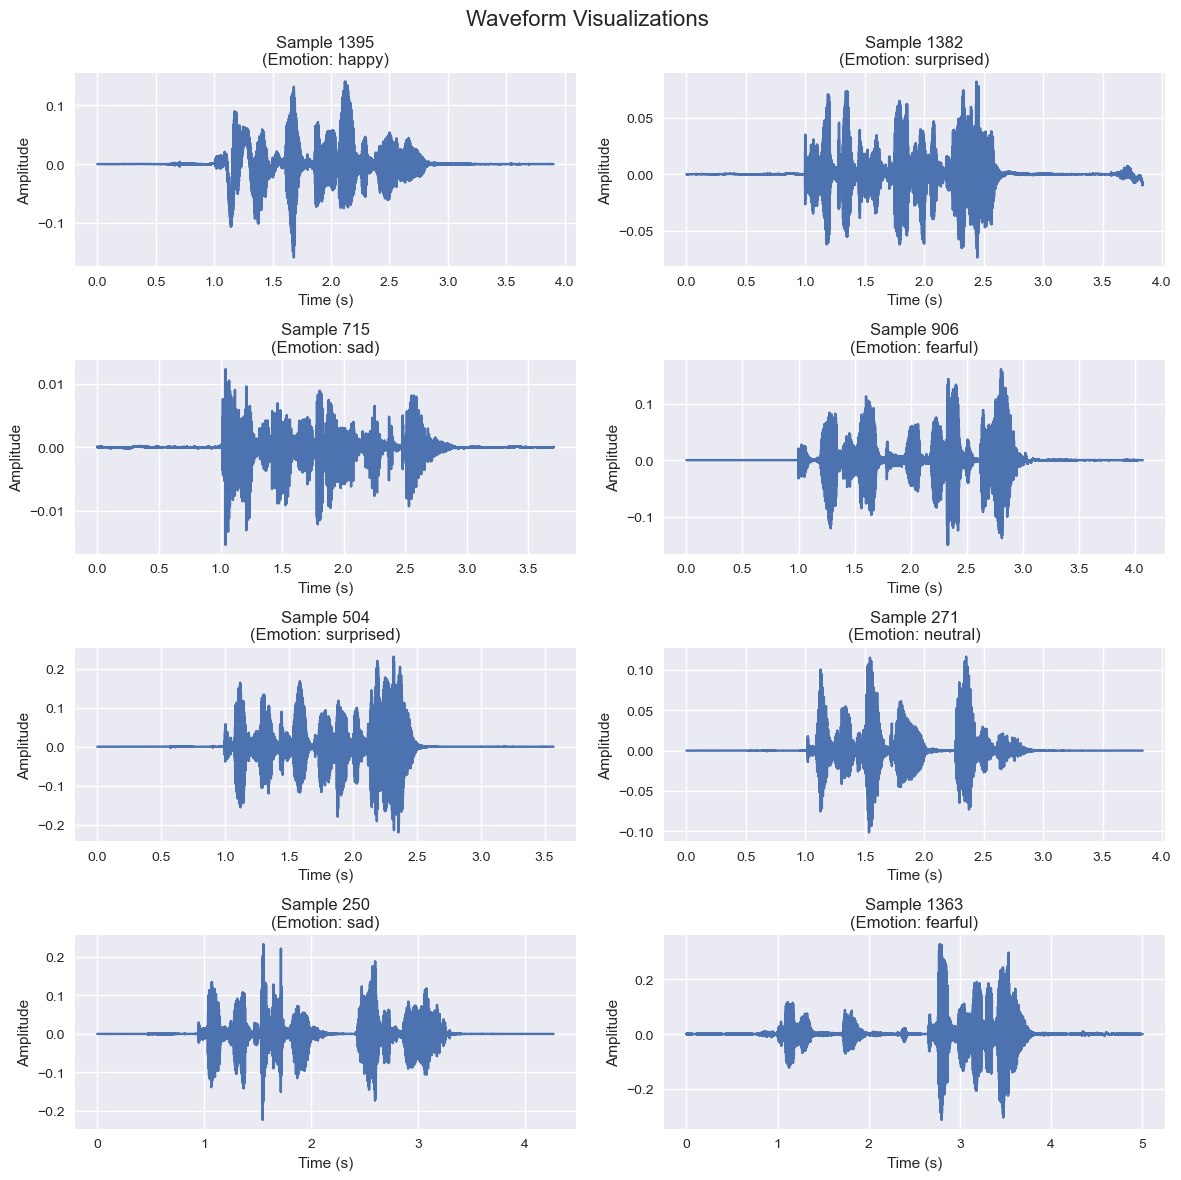 Waveform Visualizations
Sample 1395
(Emotion: happy)
Amplitude
0.1
0.0
−0.1
0.0 0.5 1.0 1.5 2.0 2.5 3.0 3.5 4.0
Time (s)
Sample 1382
(Emotion: surprised)
Amplitude
0.05
0.00
−0.05
0.0 0.5 1.0 1.5 2.0 2.5 3.0 3.5 4.0
Time (s)
Sample 715
(Emotion: sad)
Amplitude
0.01
0.00
−0.01
0.0 0.5 1.0 1.5 2.0 2.5 3.0 3.5
Time (s)
Sample 906
(Emotion: fearful)
Amplitude
0.1
0.0
−0.1
0.0 0.5 1.0 1.5 2.0 2.5 3.0 3.5 4.0
Time (s)
Sample 504
(Emotion: surprised)
Amplitude
0.2
0.1
0.0
−0.1
−0.2
0.0 0.5 1.0 1.5 2.0 2.5 3.0 3.5
Time (s)
Sample 271
(Emotion: neutral)
Amplitude
0.10
0.05
0.00
−0.05
−0.10
0.0 0.5 1.0 1.5 2.0 2.5 3.0 3.5 4.0
Time (s)
Sample 250
(Emotion: sad)
Amplitude
0.2
0.1
0.0
−0.1
−0.2
0 1 2 3 4
Time (s)
Sample 1363
(Emotion: fearful)
Amplitude
0.2
0.0
−0.2
0 1 2 3 4 5
Time (s)